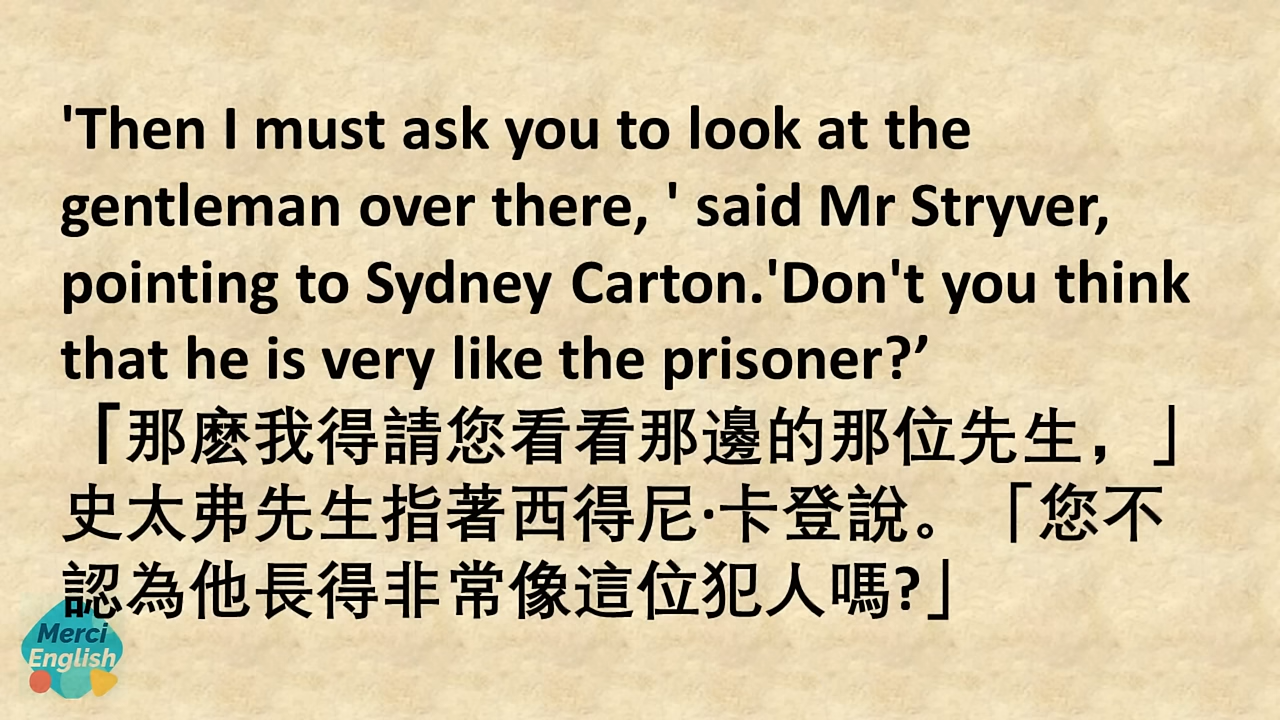 'Then I must ask you to look at the
gentleman over there, ' said Mr Stryver,
pointing to Sydney Carton.'Don't you think
that he is very like the prisoner?’
「那麼我得請您看看那邊的那位先生，」
史太弗先生指著西得尼·卡登說。 「您不
認為他長得非常像這位犯人嗎?」
Merci
English